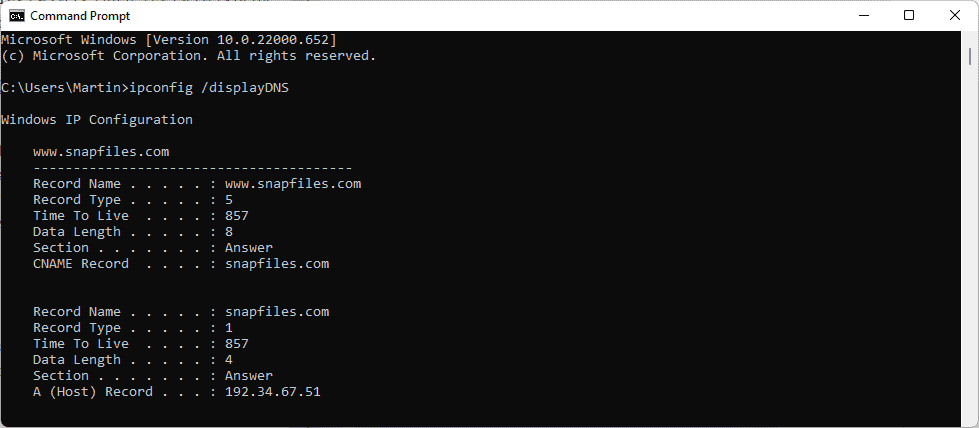 Command Prompt
Microsoft Windows [Version 10.0.22000.652]
(c) Microsoft Corporation. All rights reserved.
C:\Users\Martin>ipconfig /displayDNS
Windows IP Configuration
www.snapfiles.com
----------------------------------------
Record Name . . . . . : www.snapfiles.com
Record Type . . . . . : 5
Time To Live  . . . . : 857
Data Length . . . . . : 8
Section . . . . . . . : Answer
CNAME Record  . . . . : snapfiles.com
Record Name . . . . . : snapfiles.com
Record Type . . . . . : 1
Time To Live  . . . . : 857
Data Length . . . . . : 4
Section . . . . . . . : Answer
A (Host) Record . . . : 192.34.67.51